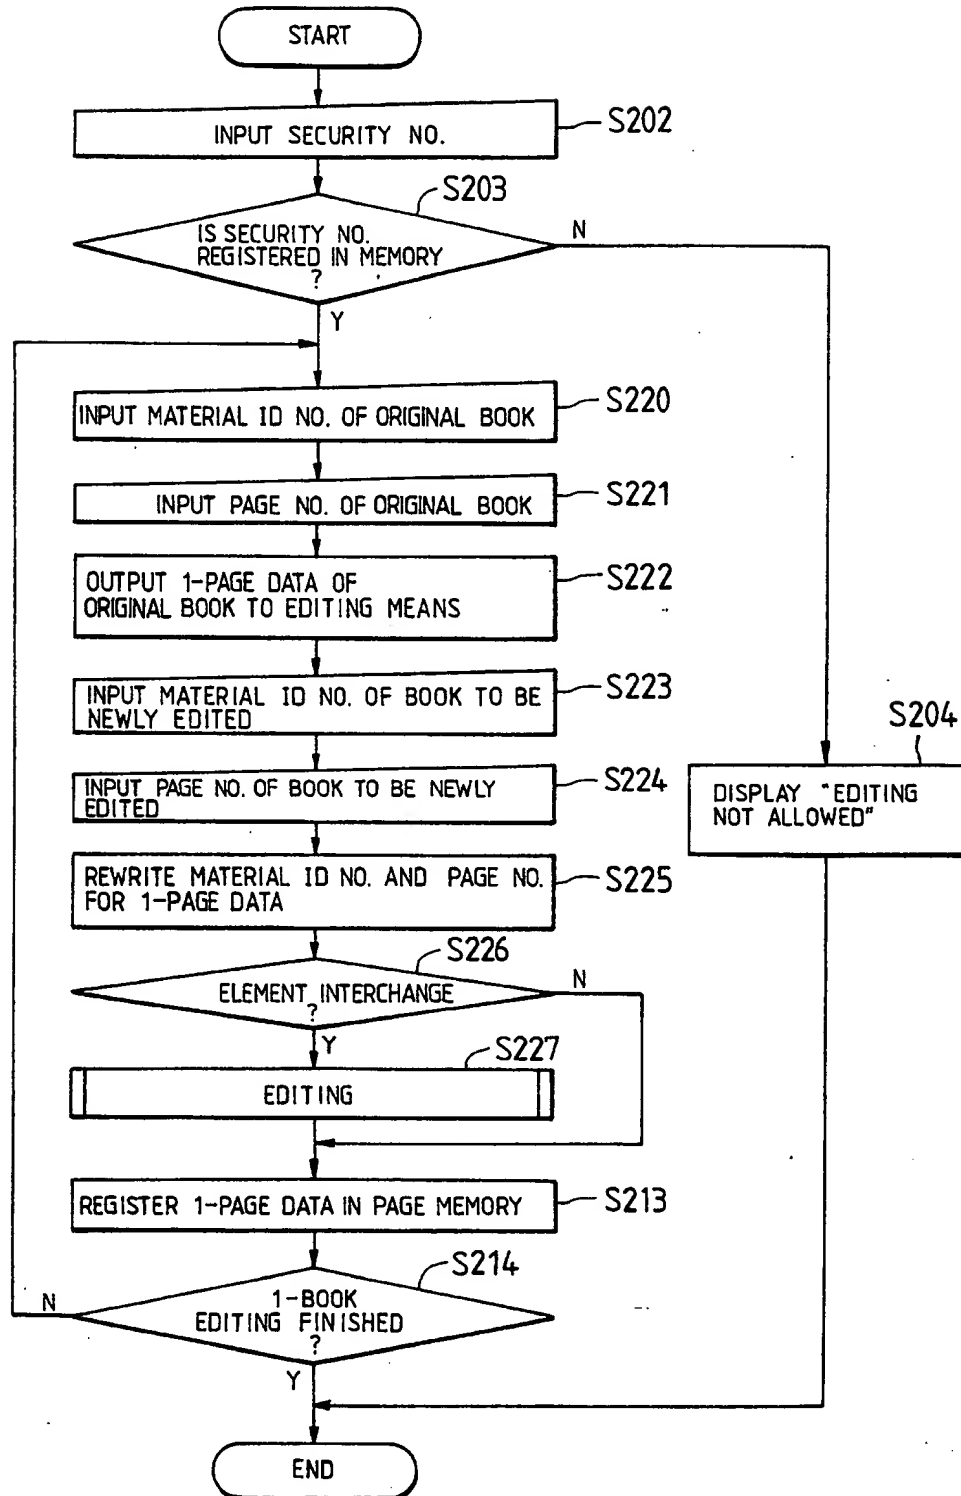 START
INPUT SECURITY NO.
S202
S203
IS SECURITY NO.
REGISTERED IN MEMORY
?
N
Y
INPUT MATERIAL ID NO. OF ORIGINAL BOOK
S220
INPUT PAGE NO. OF ORIGINAL BOOK
S221
OUTPUT 1-PAGE DATA OF
ORIGINAL BOOK TO EDITING MEANS
S222
INPUT MATERIAL ID NO. OF BOOK TO BE
NEWLY EDITED
S223
INPUT PAGE NO. OF BOOK TO BE NEWLY
EDITED
S224
S204
DISPLAY "EDITING
NOT ALLOWED"
REWRITE MATERIAL ID NO. AND PAGE NO.
FOR 1-PAGE DATA
S225
S226
ELEMENT INTERCHANGE
?
N
Y
S227
EDITING
REGISTER 1-PAGE DATA IN PAGE MEMORY
S213
S214
1-BOOK
EDITING FINISHED
?
N
Y
END